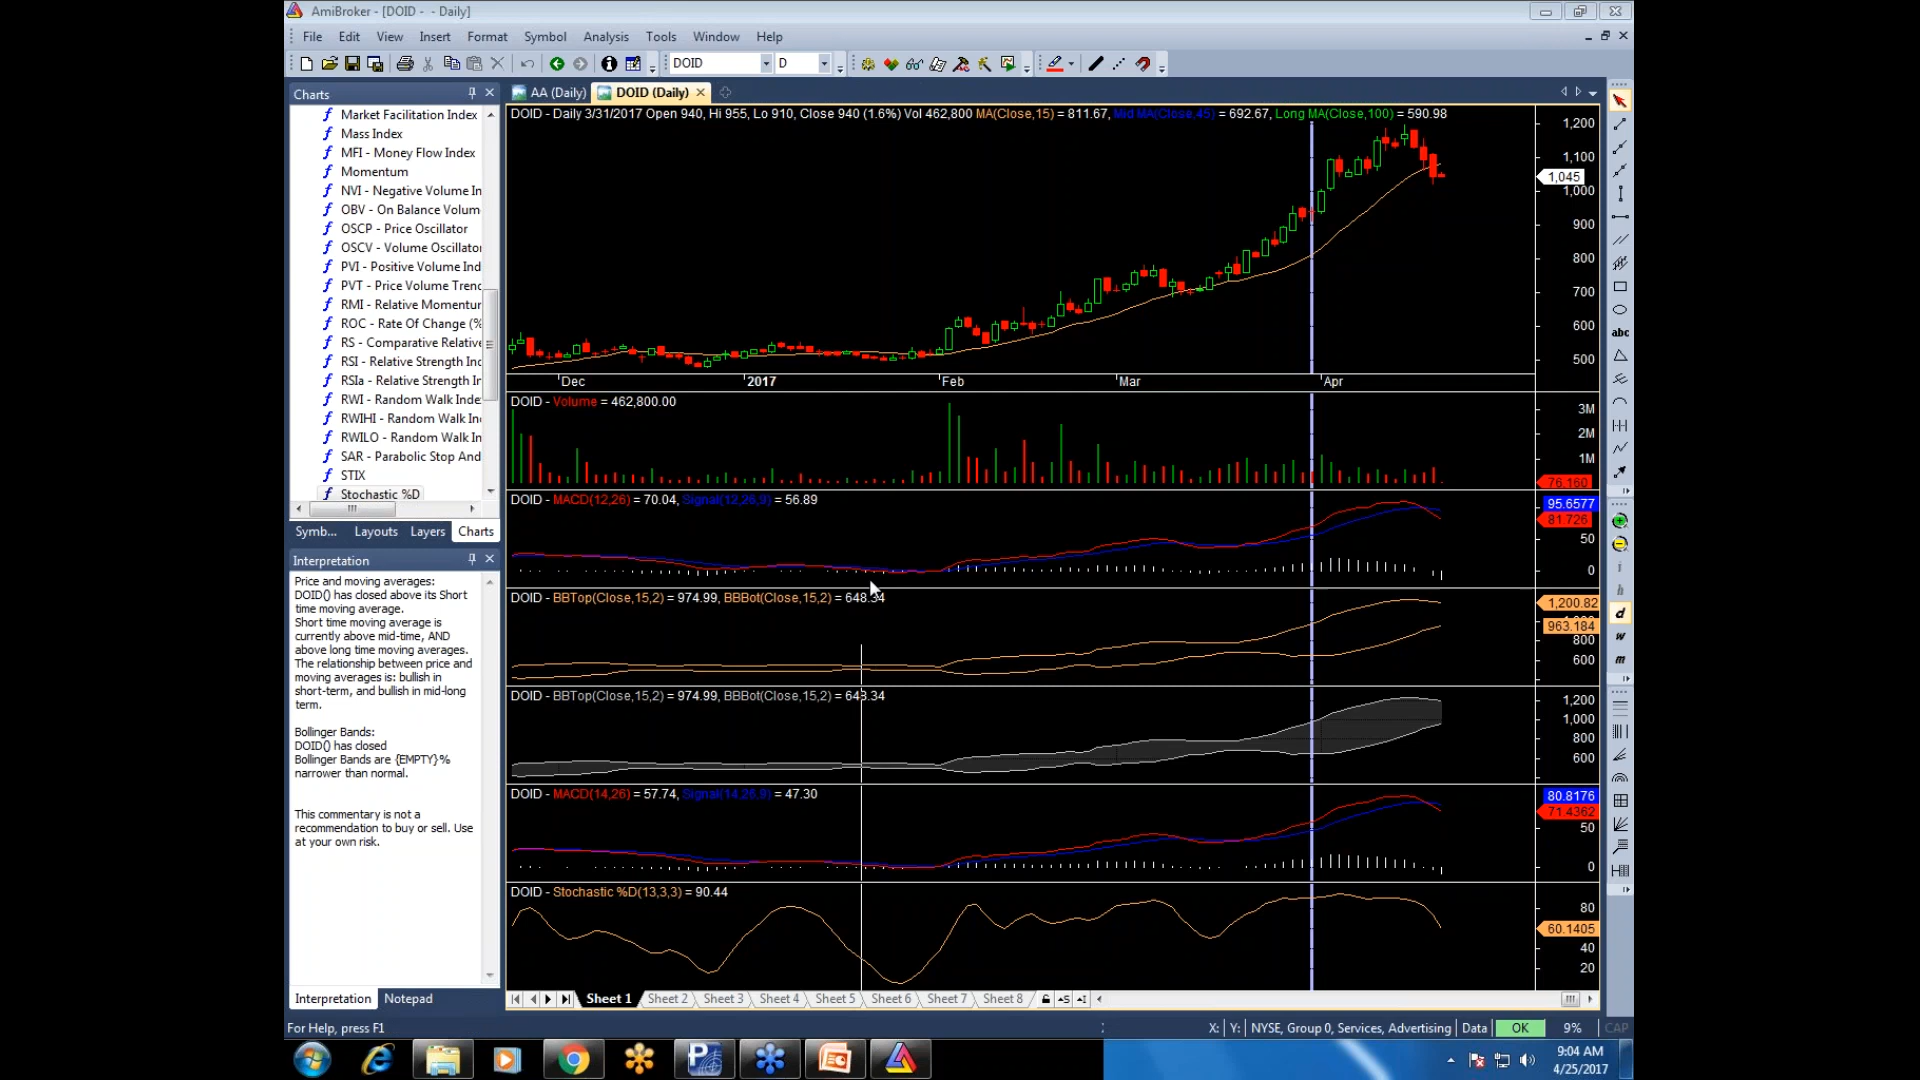 AmiBroker - [DOID - - Daily]
File Edit View Insert Format Symbol Analysis Tools Window Help
DOID D
Charts
AA (Daily) DOID (Daily)
Market Facilitation Index
Mass Index
MFI - Money Flow Index
Momentum
NVI - Negative Volume In
OBV - On Balance Volum
OSCP - Price Oscillator
OSCV - Volume Oscillator
PVI - Positive Volume Ind
PVT - Price Volume Trend
RMI - Relative Momentur
ROC - Rate Of Change (%
RS - Comparative Relative
RSI - Relative Strength Ind
RSIa - Relative Strength Ir
RWI - Random Walk Inde
RWIHI - Random Walk In
RWILO - Random Walk In
SAR - Parabolic Stop And
STIX
Stochastic %D
Symb... Layouts Layers Charts
Interpretation
Price and moving averages:
DOID() has closed above its Short
time moving average.
Short time moving average is
currently above mid-time, AND
above long time moving averages.
The relationship between price and
moving averages is: bullish in
short-term, and bullish in mid-long
term.
Bollinger Bands:
DOID() has closed
Bollinger Bands are {EMPTY}%
narrower than normal.
This commentary is not a
recommendation to buy or sell. Use
at your own risk.
Interpretation Notepad
DOID - Daily 3/31/2017 Open 940, Hi 955, Lo 910, Close 940 (1.6%) Vol 462,800 MA(Close,15) = 811.67, Mid MA(Close,45) = 692.67, Long MA(Close,100) = 590.98
1,200
1,100
1,045
1,000
900
800
700
600
500
Dec 2017 Feb Mar Apr
DOID - Volume = 462,800.00
3M
2M
1M
76,160
DOID - MACD(12,26) = 70.04, Signal(12,26,9) = 56.89
95.6577
81.726
50
0
DOID - BBTop(Close,15,2) = 974.99, BBBot(Close,15,2) = 648.34
1,200.82
963.184
800
600
DOID - BBTop(Close,15,2) = 974.99, BBBot(Close,15,2) = 648.34
1,200
1,000
800
600
DOID - MACD(14,26) = 57.74, Signal(14,26,9) = 47.30
80.8176
71.4362
50
0
DOID - Stochastic %D(13,3,3) = 90.44
80
60.1405
40
20
abc
i
h
d
w
m
Sheet 1 Sheet 2 Sheet 3 Sheet 4 Sheet 5 Sheet 6 Sheet 7 Sheet 8
For Help, press F1 X: Y: NYSE, Group 0, Services, Advertising Data OK 9% CAP
9:04 AM
4/25/2017